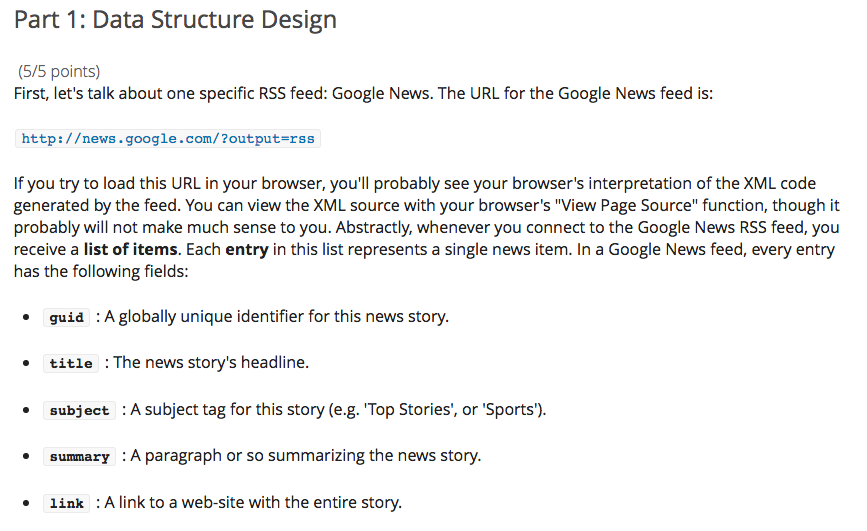 Part 1: Data Structure Design
(5/5 points)
First, let's talk about one specific RSS feed: Google News. The URL for the Google News feed is:
http://news.google.com/?output=rss
If you try to load this URL in your browser, you'll probably see your browser's interpretation of the XML code
generated by the feed. You can view the XML source with your browser's "View Page Source" function, though it
probably will not make much sense to you. Abstractly, whenever you connect to the Google News RSS feed, you
receive a list of items. Each entry in this list represents a single news item. In a Google News feed, every entry
has the following fields:
• guid : A globally unique identifier for this news story.
• title : The news story's headline.
• subject : A subject tag for this story (e.g. 'Top Stories', or 'Sports').
• summary : A paragraph or so summarizing the news story.
• link : A link to a web-site with the entire story.